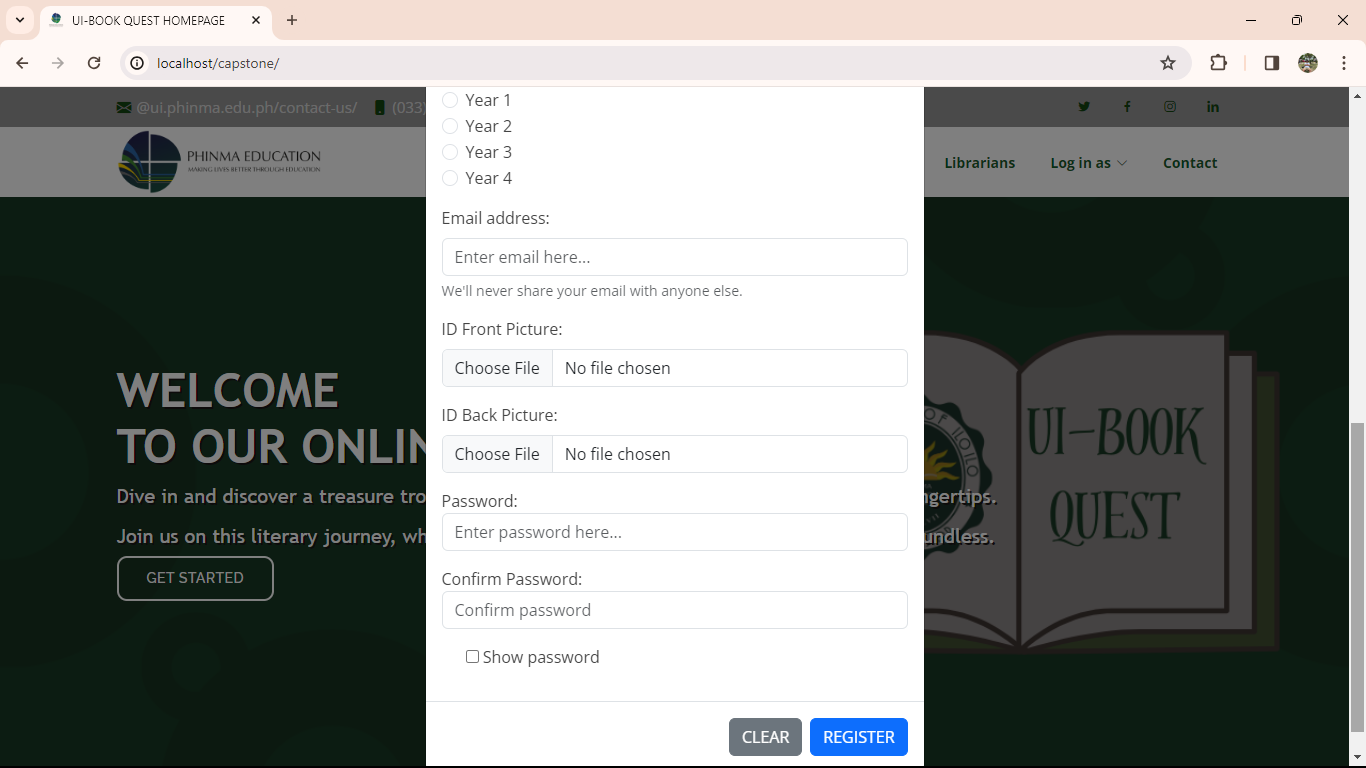 UI-BOOK QUEST HOMEPAGE
localhost/capstone/
@ui.phinma.edu.ph/contact-us/
(033)
PHINMA EDUCATION
MAKING LIVES BETTER THROUGH EDUCATION
Librarians
Log in as
Contact
Year 1
Year 2
Year 3
Year 4
Email address:
Enter email here...
We'll never share your email with anyone else.
ID Front Picture:
Choose File No file chosen
ID Back Picture:
Choose File No file chosen
Password:
Enter password here...
Confirm Password:
Confirm password
Show password
CLEAR
REGISTER
WELCOME
TO OUR ONLIN
Dive in and discover a treasure tro
ngertips.
Join us on this literary journey, wh
undless.
GET STARTED
OF ILOILO
UI-BOOK
QUEST